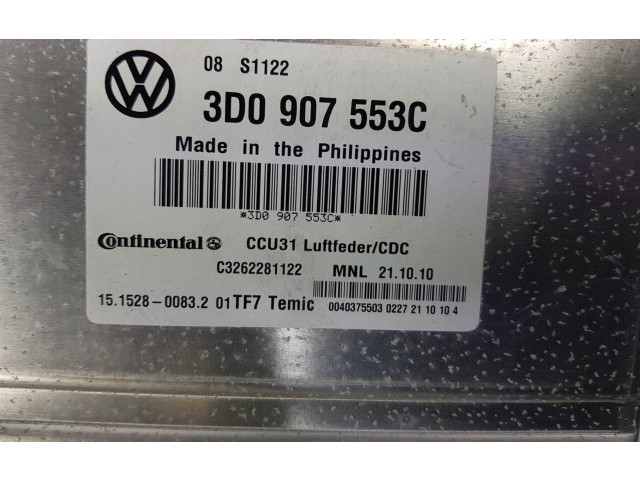 08 S1122
3D0 907 553C
Made in the Philippines
*3D0 907 553C*
Continental CCU31 Luftfeder/CDC
C3262281122 MNL 21.10.10
15.1528-0083.2 01TF7 Temic 0040375503 0227 21 10 10 4